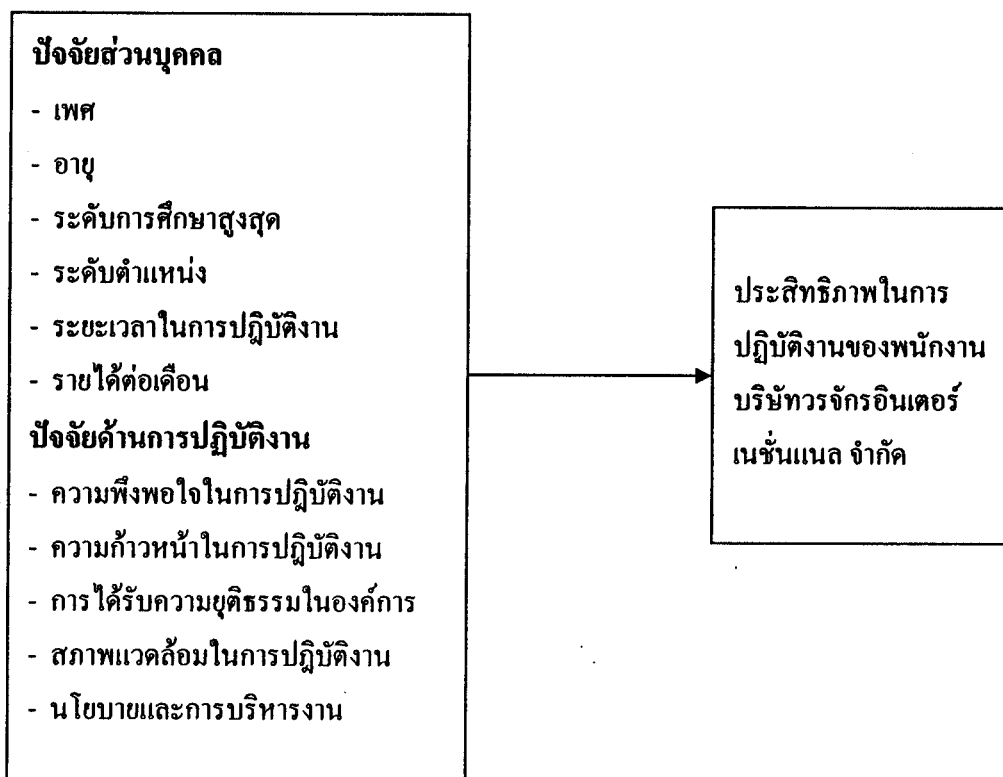 ปัจจัยส่วนบุคคล
- เพศ
- อายุ
- ระดับการศึกษาสูงสุด
- ระดับตำแหน่ง
- ระยะเวลาในการปฏิบัติงาน
- รายได้ต่อเดือน
ปัจจัยด้านการปฏิบัติงาน
- ความพึงพอใจในการปฏิบัติงาน
- ความก้าวหน้าในการปฏิบัติงาน
- การได้รับความยุติธรรมในองค์การ
- สภาพแวดล้อมในการปฏิบัติงาน
- นโยบายและการบริหารงาน
ประสิทธิภาพในการ
ปฏิบัติงานของพนักงาน
บริษัทวรจักรอินเตอร์
เนชั่นแนล จำกัด